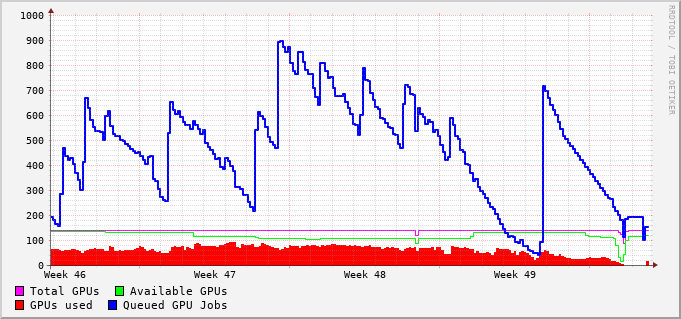 1000
900
800
700
600
500
400
300
200
100
0
Week 46 Week 47 Week 48 Week 49
Total GPUs Available GPUs
GPUs used Queued GPU Jobs
RRDTOOL / TOBI OETIKER